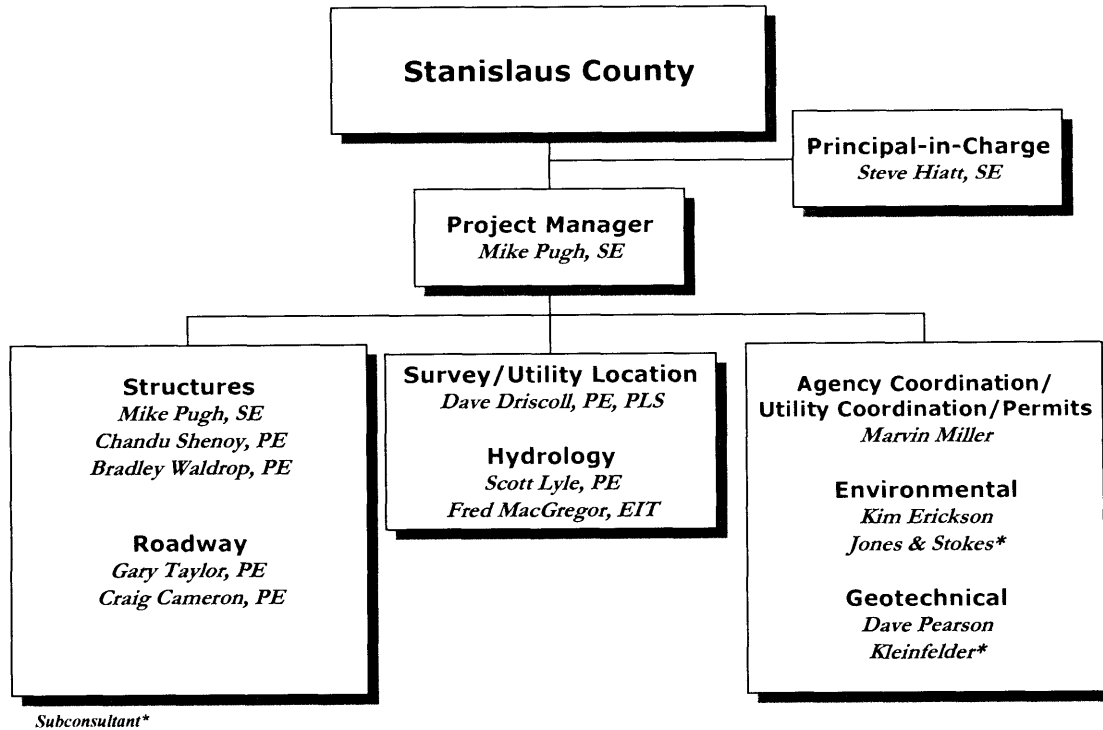 Stanislaus County
Principal-in-Charge
Steve Hiatt, SE
Project Manager
Mike Pugh, SE
Structures
Mike Pugh, SE
Chandu Shenoy, PE
Bradley Waldrop, PE
Roadway
Gary Taylor, PE
Craig Cameron, PE
Survey/Utility Location
Dave Driscoll, PE, PLS
Hydrology
Scott Lyle, PE
Fred MacGregor, EIT
Agency Coordination/
Utility Coordination/Permits
Marvin Miller
Environmental
Kim Erickson
Jones & Stokes*
Geotechnical
Dave Pearson
Kleinfelder*
Subconsultant*